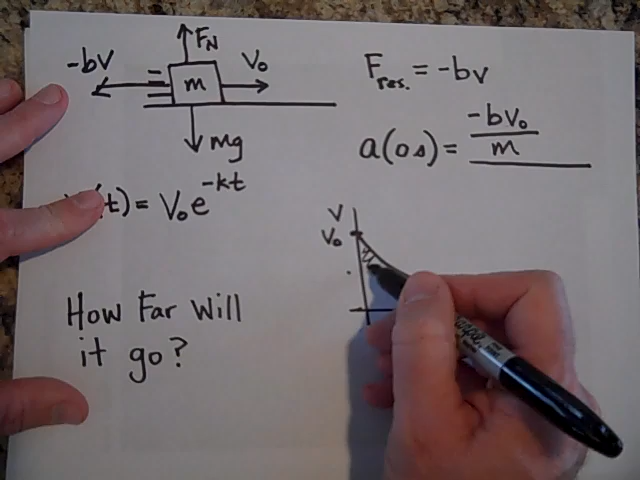 -bv
F_N
V₀
m
mg
F_res. = -bv
a(0s) = -bv₀/m
(t) = V₀e^-kt
V
V₀
How Far Will
it go?